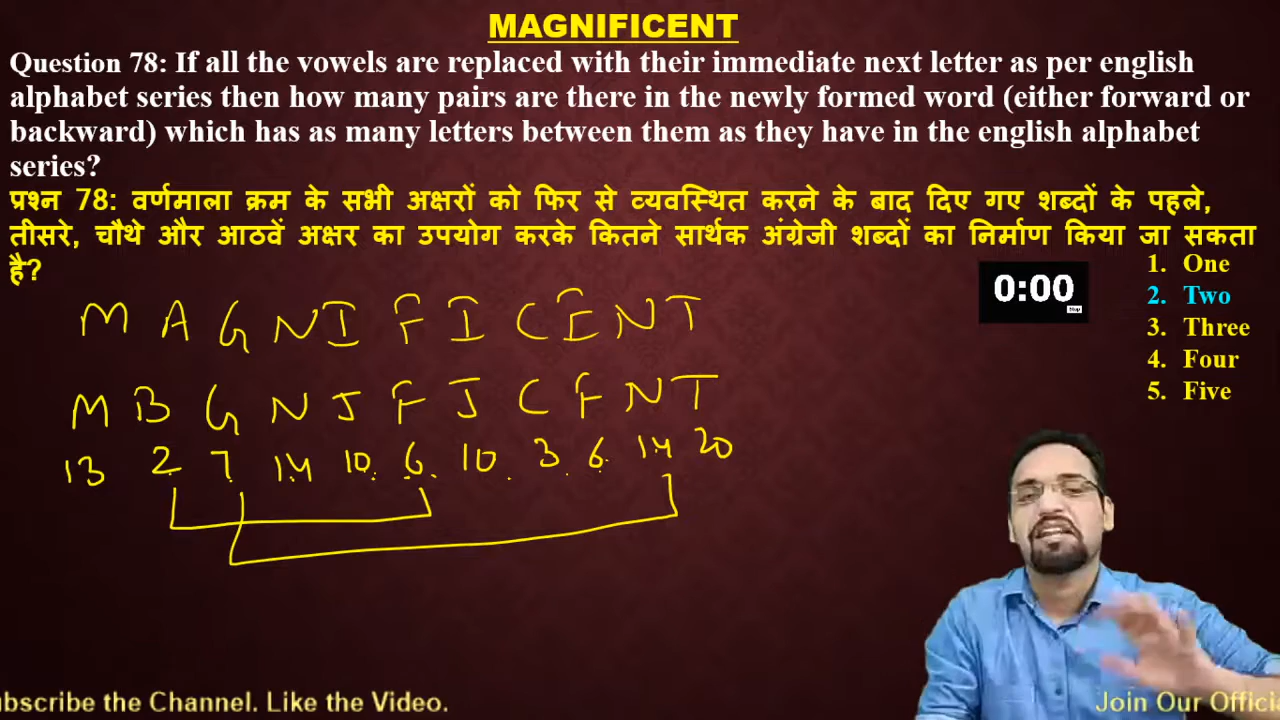 MAGNIFICENT
Question 78: If all the vowels are replaced with their immediate next letter as per english
alphabet series then how many pairs are there in the newly formed word (either forward or
backward) which has as many letters between them as they have in the english alphabet
series?
प्रश्न 78: वर्णमाला क्रम के सभी अक्षरों को फिर से व्यवस्थित करने के बाद दिए गए शब्दों के पहले,
तीसरे, चौथे और आठवें अक्षर का उपयोग करके कितने सार्थक अंग्रेजी शब्दों का निर्माण किया जा सकता
है?
1. One
2. Two
3. Three
4. Four
5. Five
0:00
M A G N I F I C E N T
M B G N J F J C F N T
13 2 7 14 10 6 10 3 6 14 20
ubscribe the Channel. Like the Video.
Join Our Offici